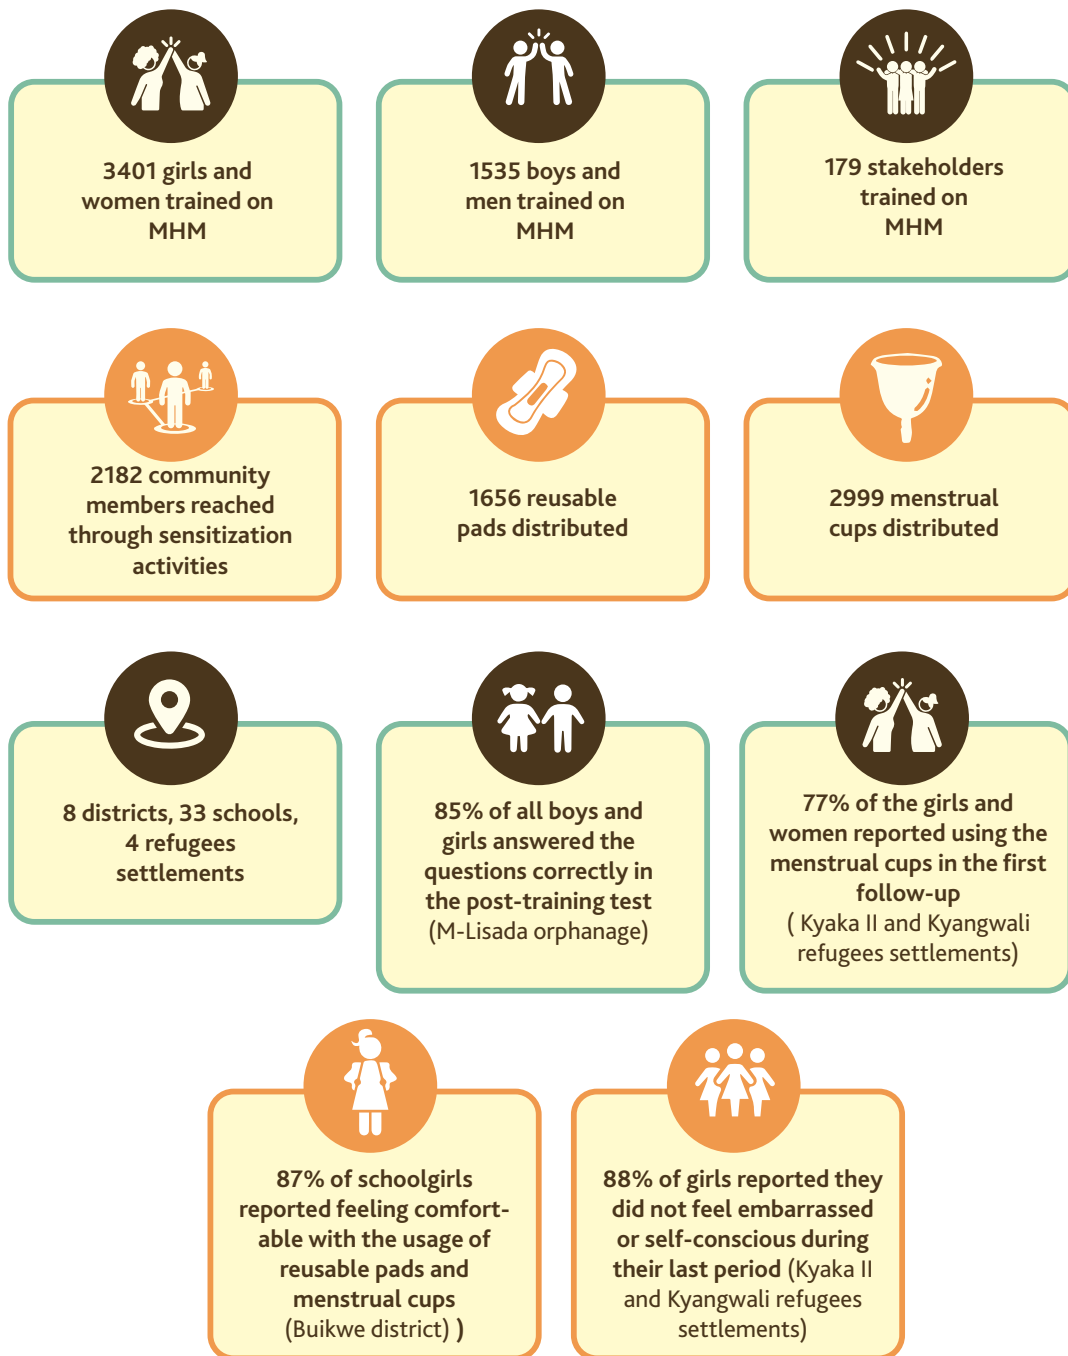 3401 girls and
women trained on
MHM
1535 boys and
men trained on
MHM
179 stakeholders
trained on
MHM
2182 community
members reached
through sensitization
activities
1656 reusable
pads distributed
2999 menstrual
cups distributed
8 districts, 33 schools,
4 refugees
settlements
85% of all boys and
girls answered the
questions correctly in
the post-training test
(M-Lisada orphanage)
77% of the girls and
women reported using the
menstrual cups in the first
follow-up
( Kyaka II and Kyangwali
refugees settlements)
87% of schoolgirls
reported feeling comfort-
able with the usage of
reusable pads and
menstrual cups
(Buikwe district) )
88% of girls reported they
did not feel embarrassed
or self-conscious during
their last period (Kyaka II
and Kyangwali refugees
settlements)